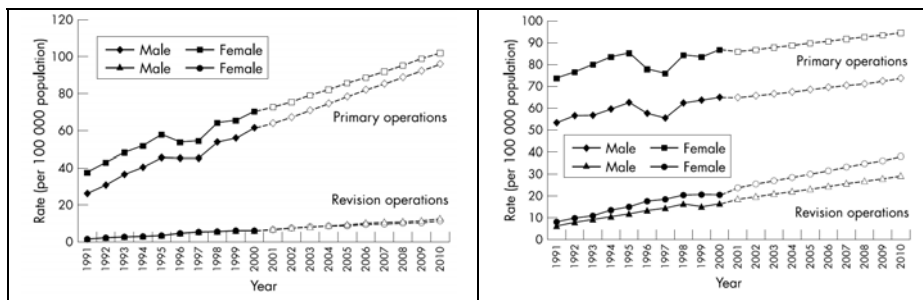 120
100
80
60
40
20
0
Rate (per 100 000 population)
Male Female
Male Female
Primary operations
Revision operations
1991 1992 1993 1994 1995 1996 1997 1998 1999 2000 2001 2002 2003 2004 2005 2006 2007 2008 2009 2010
Year
100
90
80
70
60
50
40
30
20
10
0
Rate (per 100 000 population)
Primary operations
Male Female
Male Female
Revision operations
1991 1992 1993 1994 1995 1996 1997 1998 1999 2000 2001 2002 2003 2004 2005 2006 2007 2008 2009 2010
Year